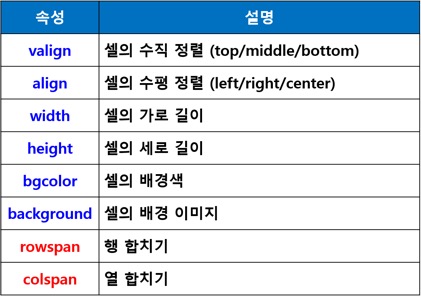 속성 설명
valign 셀의 수직 정렬 (top/middle/bottom)
align 셀의 수평 정렬 (left/right/center)
width 셀의 가로 길이
height 셀의 세로 길이
bgcolor 셀의 배경색
background 셀의 배경 이미지
rowspan 행 합치기
colspan 열 합치기